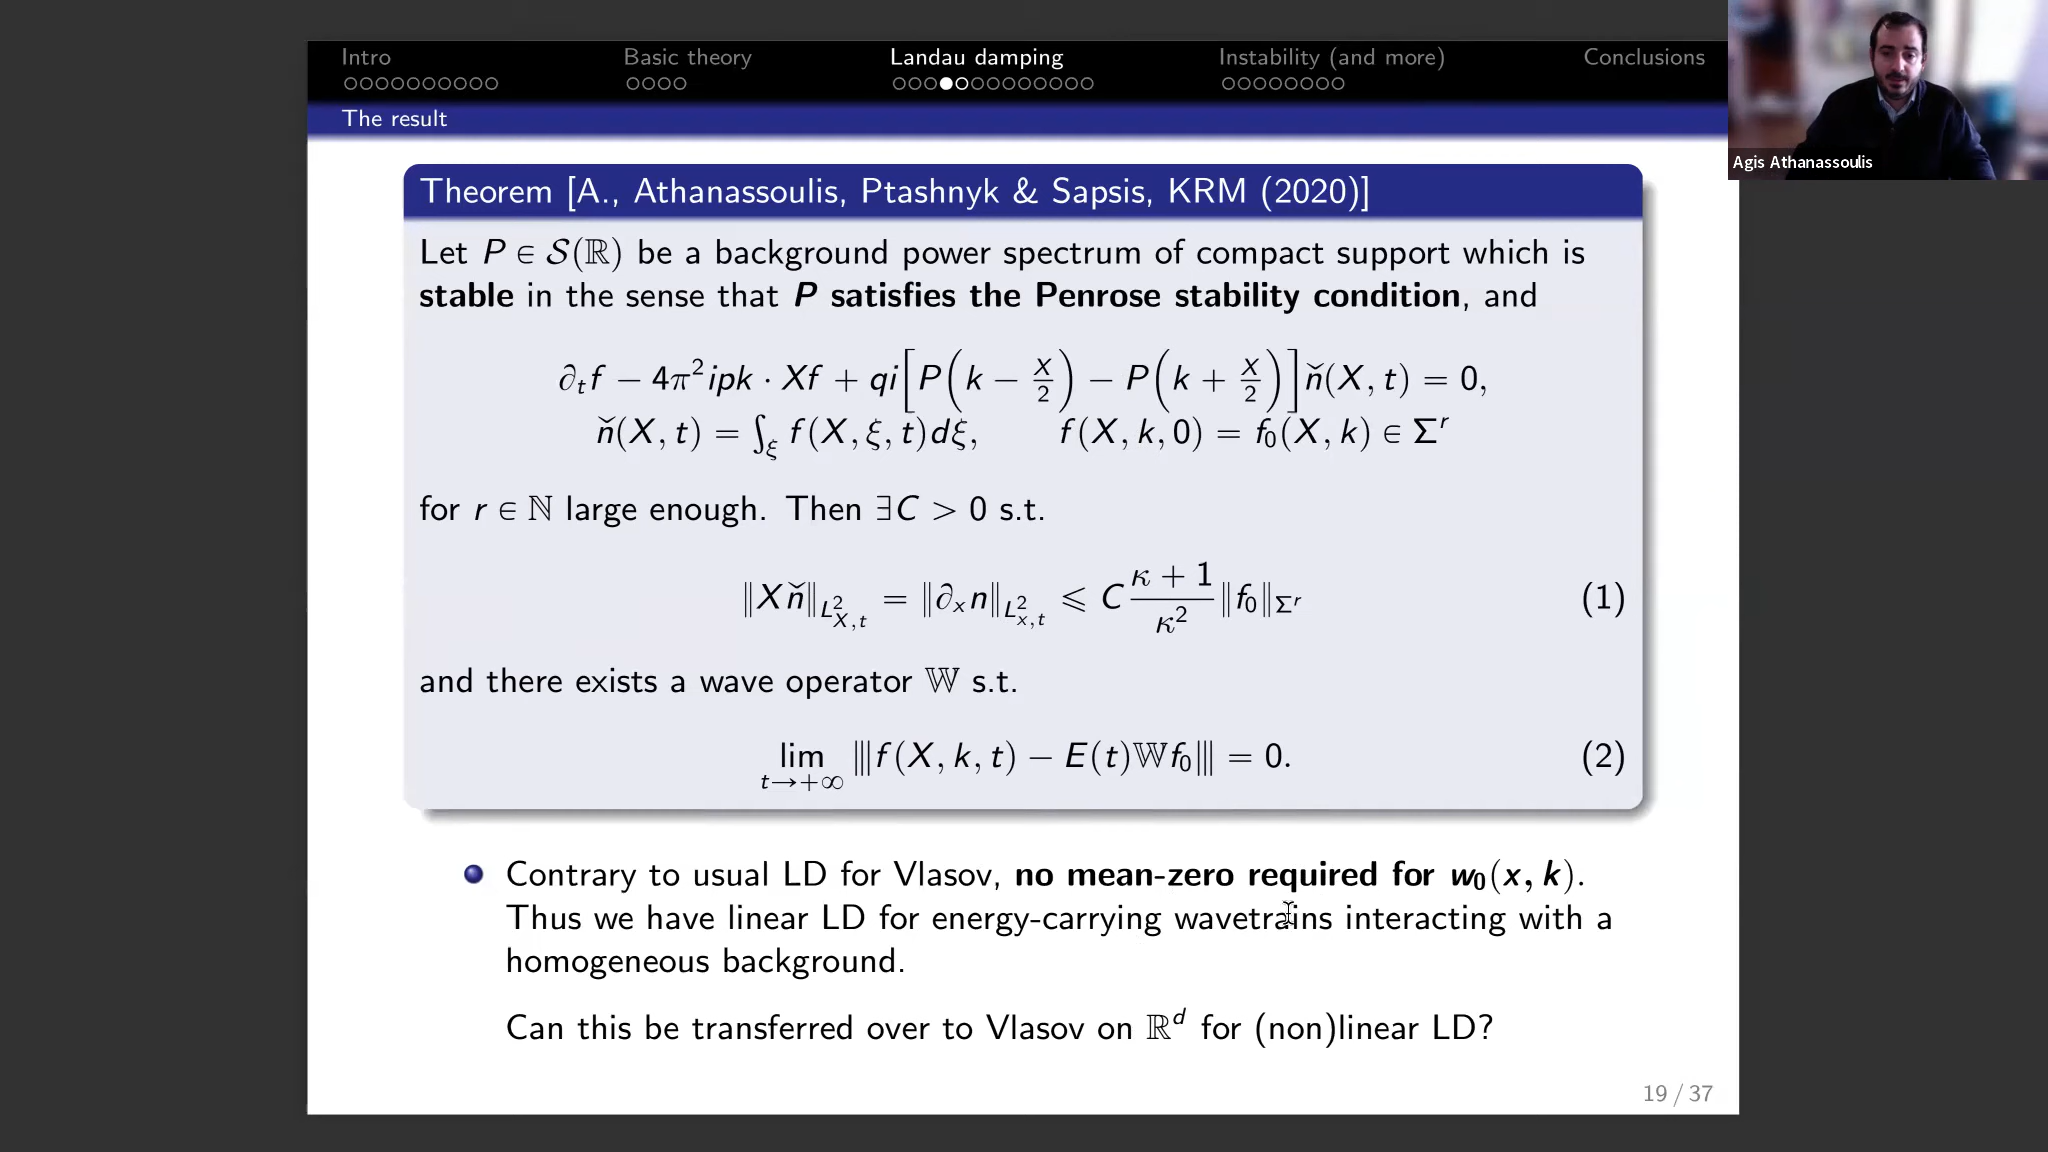 Intro Basic theory Landau damping Instability (and more) Conclusions
The result
Agis Athanassoulis
Theorem [A., Athanassoulis, Ptashnyk & Sapsis, KRM (2020)]
Let P ∈ 𝒮(ℝ) be a background power spectrum of compact support which is
stable in the sense that P satisfies the Penrose stability condition, and
∂ₜf − 4π²ipk · Xf + qi[P(k − X/2) − P(k + X/2)]ň(X, t) = 0,
ň(X, t) = ∫_ξ f(X, ξ, t)dξ, f(X, k, 0) = f₀(X, k) ∈ Σʳ
for r ∈ ℕ large enough. Then ∃C > 0 s.t.
‖Xň‖_{L²_{X,t}} = ‖∂ₓn‖_{L²_{x,t}} ⩽ C (κ + 1)/κ² ‖f₀‖_{Σʳ} (1)
and there exists a wave operator 𝕎 s.t.
lim_{t→+∞} |||f(X, k, t) − E(t)𝕎f₀||| = 0. (2)
Contrary to usual LD for Vlasov, no mean-zero required for w₀(x, k).
Thus we have linear LD for energy-carrying wavetrains interacting with a
homogeneous background.
Can this be transferred over to Vlasov on ℝᵈ for (non)linear LD?
19 / 37